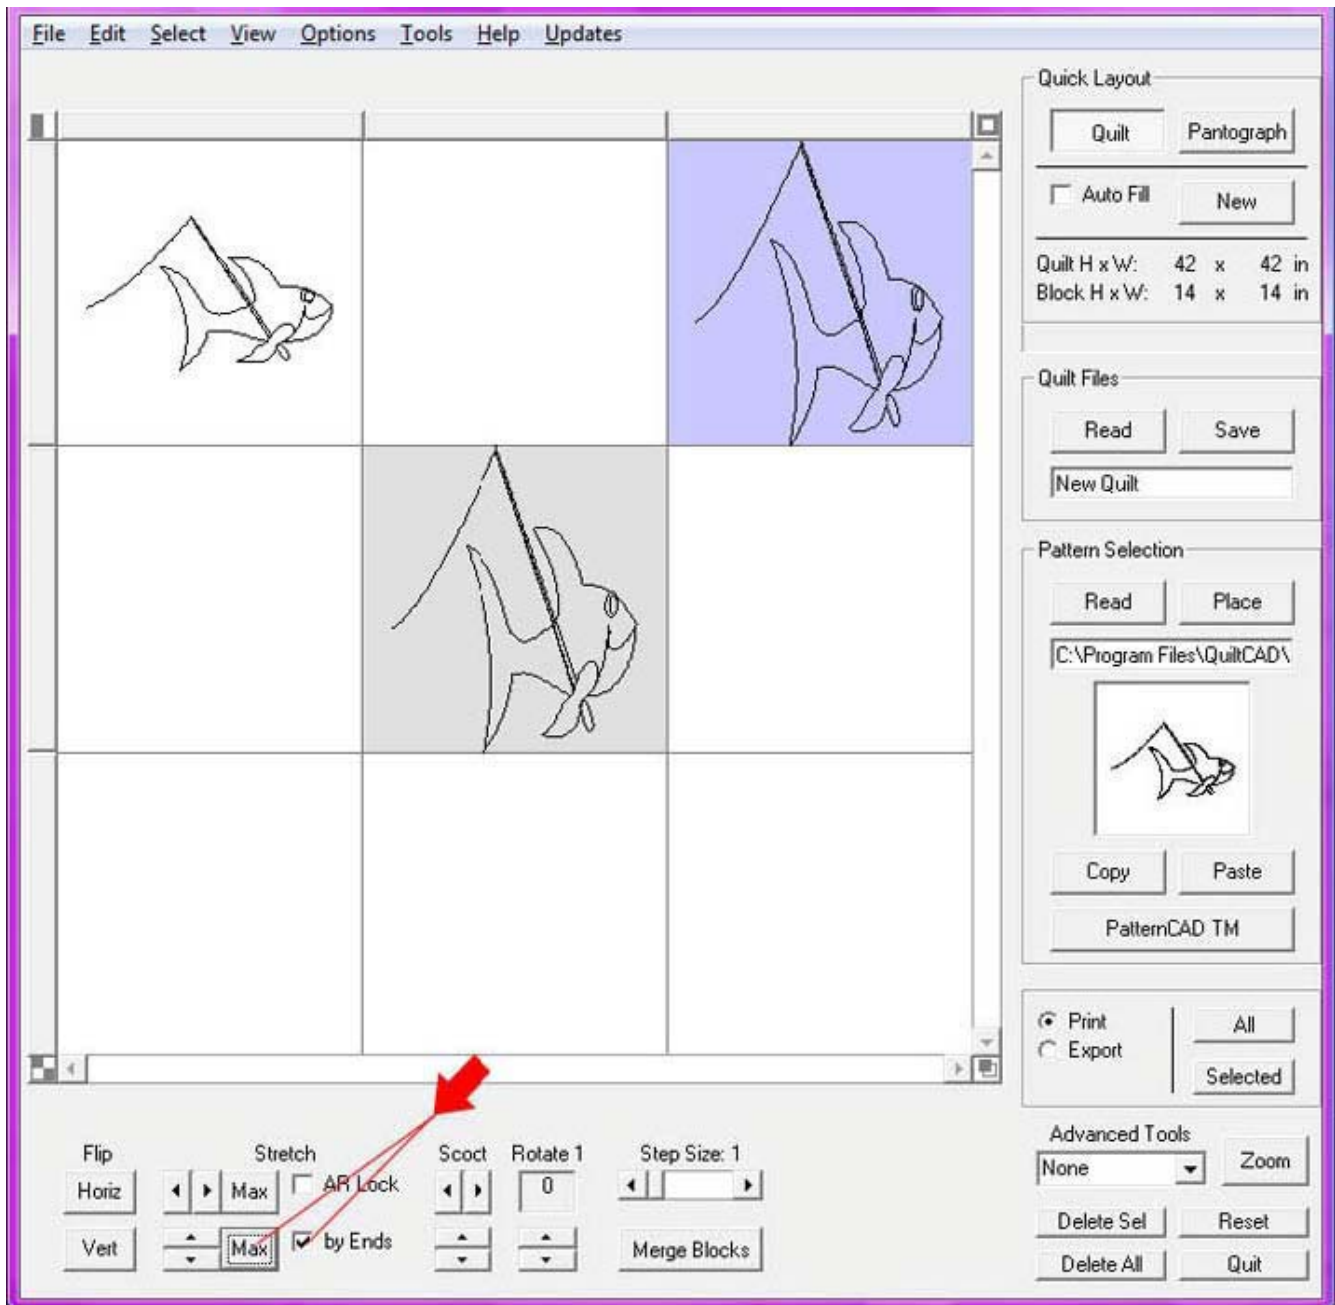 File Edit Select View Options Tools Help Updates
Quick Layout
Quilt Pantograph
Auto Fill New
Quilt H x W: 42 x 42 in
Block H x W: 14 x 14 in
Quilt Files
Read Save
New Quilt
Pattern Selection
Read Place
C:\Program Files\QuiltCAD\
Copy Paste
PatternCAD TM
Print All
Export
Selected
Advanced Tools
None Zoom
Delete Sel Reset
Delete All Quit
Flip Stretch Scoct Rotate 1 Step Size: 1
Horiz Max AR Lock 0
Vert Max by Ends Merge Blocks